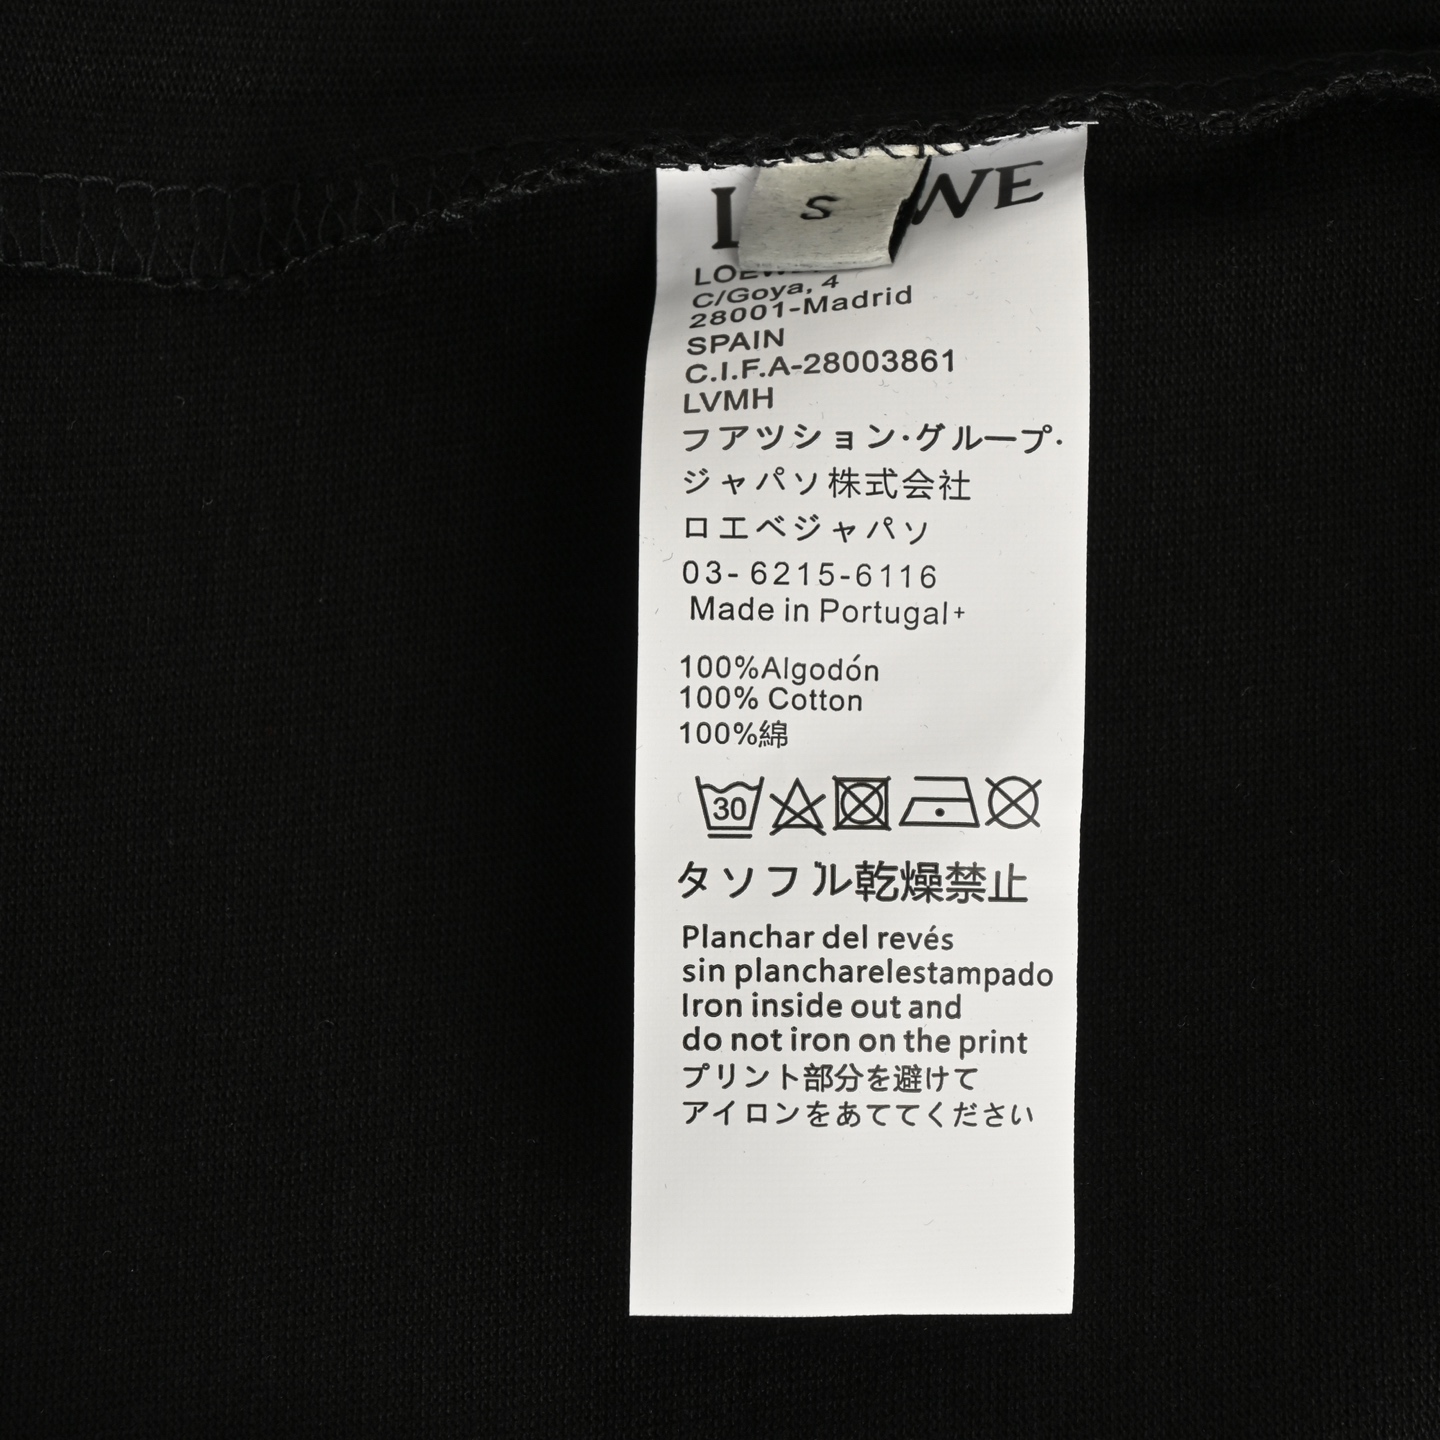 S
C/Goya, 4
28001-Madrid
SPAIN
C.I.F.A-28003861
LVMH
フアツション·グループ·
ジャパソ株式会社
ロエベジャパソ
03- 6215-6116
Made in Portugal+
100%Algodón
100% Cotton
100%綿
30
タソフル乾燥禁止
Planchar del revés
sin plancharelestampado
Iron inside out and
do not iron on the print
プリント部分を避けて
アイロンをあててください